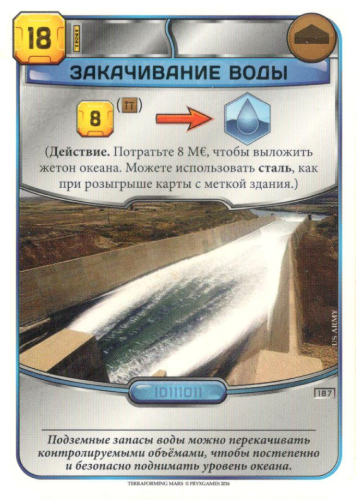 18
ЗАКАЧИВАНИЕ ВОДЫ
8
(Действие. Потратьте 8 М€, чтобы выложить
жетон океана. Можете использовать сталь, как
при розыгрыше карты с меткой здания.)
US ARMY
10111011
187
Подземные запасы воды можно перекачивать
контролируемыми объёмами, чтобы постепенно
и безопасно поднимать уровень океана.
TERRAFORMING MARS © FRYXGAMES 2016